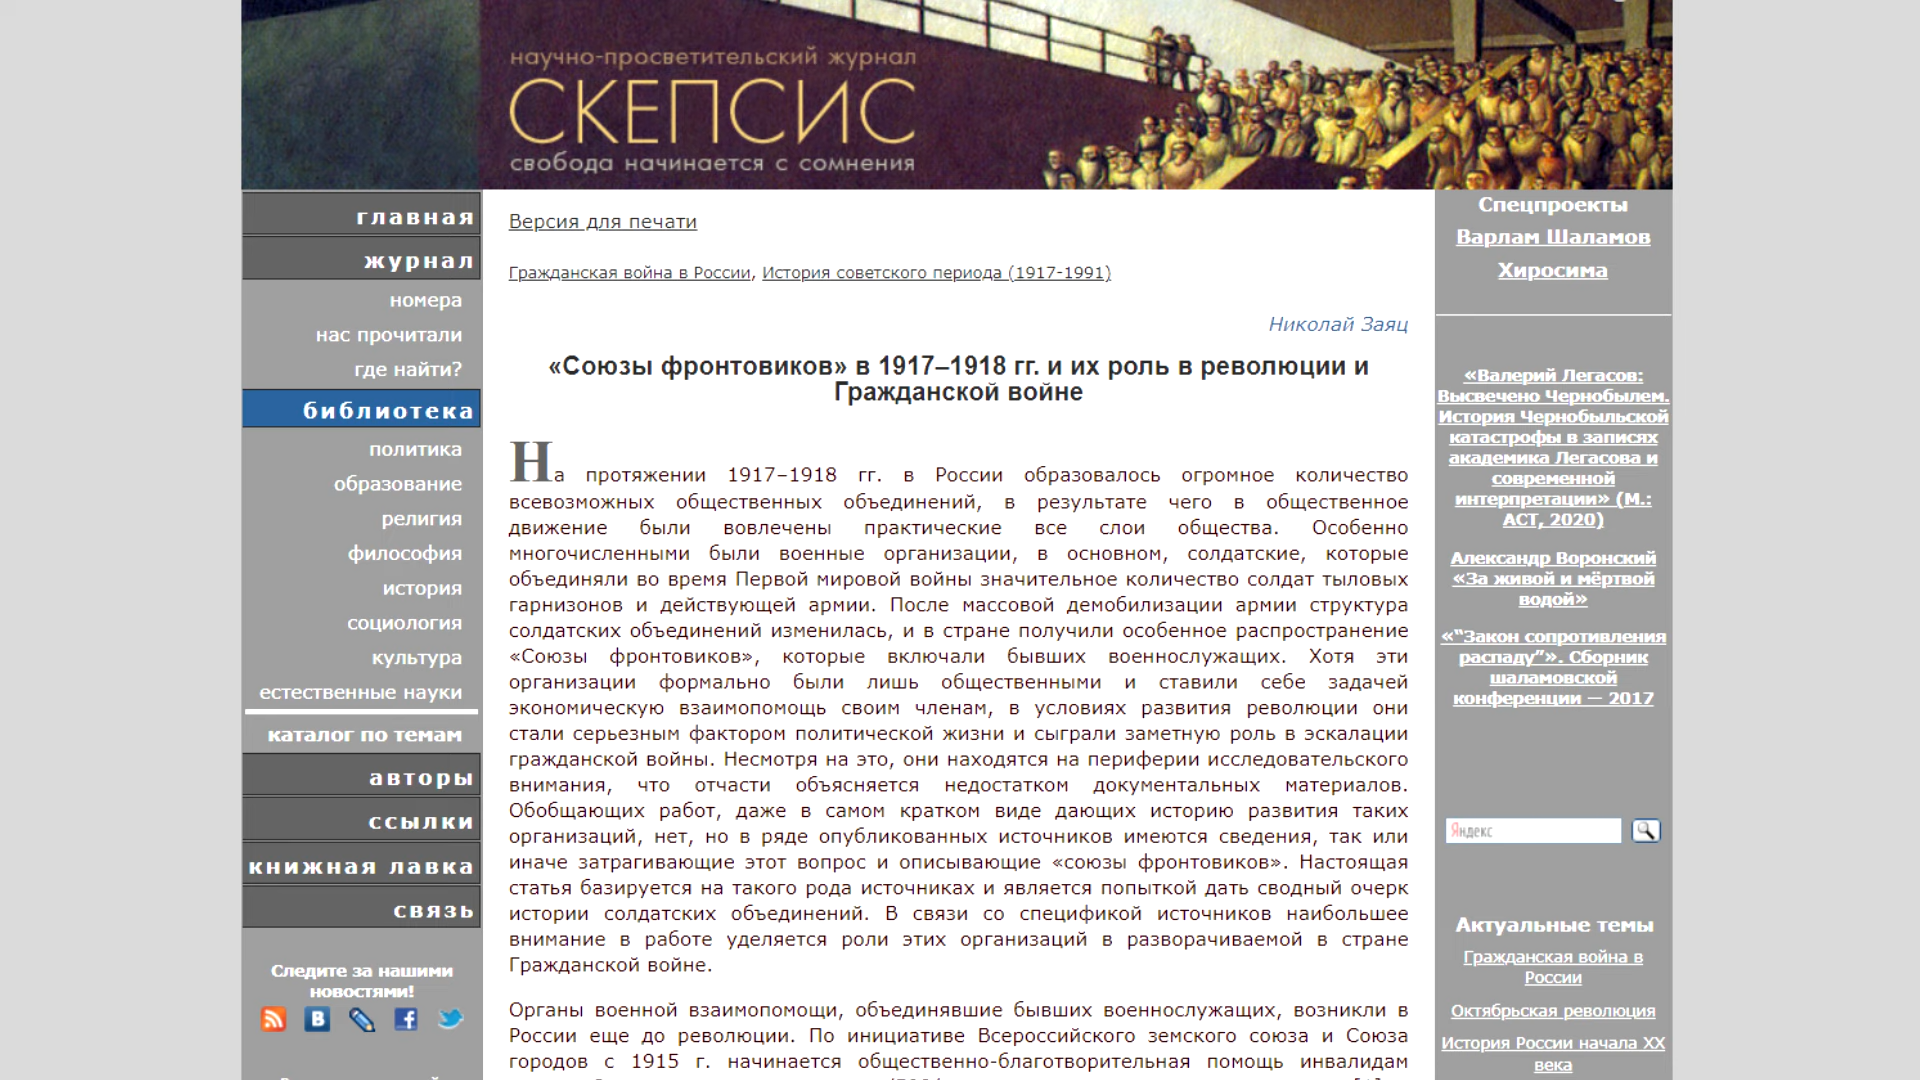 научно-просветительский журнал
СКЕПСИС
свобода начинается с сомнения
главная
журнал
номера
нас прочитали
где найти?
библиотека
политика
образование
религия
философия
история
социология
культура
естественные науки
каталог по темам
авторы
ссылки
книжная лавка
связь
Следите за нашими
новостями!
Версия для печати
Гражданская война в России, История советского периода (1917-1991)
Николай Заяц
«Союзы фронтовиков» в 1917–1918 гг. и их роль в революции и
Гражданской войне
На протяжении 1917–1918 гг. в России образовалось огромное количество
всевозможных общественных объединений, в результате чего в общественное
движение были вовлечены практические все слои общества. Особенно
многочисленными были военные организации, в основном, солдатские, которые
объединяли во время Первой мировой войны значительное количество солдат тыловых
гарнизонов и действующей армии. После массовой демобилизации армии структура
солдатских объединений изменилась, и в стране получили особенное распространение
«Союзы фронтовиков», которые включали бывших военнослужащих. Хотя эти
организации формально были лишь общественными и ставили себе задачей
экономическую взаимопомощь своим членам, в условиях развития революции они
стали серьезным фактором политической жизни и сыграли заметную роль в эскалации
гражданской войны. Несмотря на это, они находятся на периферии исследовательского
внимания, что отчасти объясняется недостатком документальных материалов.
Обобщающих работ, даже в самом кратком виде дающих историю развития таких
организаций, нет, но в ряде опубликованных источников имеются сведения, так или
иначе затрагивающие этот вопрос и описывающие «союзы фронтовиков». Настоящая
статья базируется на такого рода источниках и является попыткой дать сводный очерк
истории солдатских объединений. В связи со спецификой источников наибольшее
внимание в работе уделяется роли этих организаций в разворачиваемой в стране
Гражданской войне.
Органы военной взаимопомощи, объединявшие бывших военнослужащих, возникли в
России еще до революции. По инициативе Всероссийского земского союза и Союза
городов с 1915 г. начинается общественно-благотворительная помощь инвалидам
Спецпроекты
Варлам Шаламов
Хиросима
«Валерий Легасов:
Высвечено Чернобылем.
История Чернобыльской
катастрофы в записях
академика Легасова и
современной
интерпретации» (М.:
АСТ, 2020)
Александр Воронский
«За живой и мёртвой
водой»
«“Закон сопротивления
распаду”». Сборник
шаламовской
конференции — 2017
Яндекс
Актуальные темы
Гражданская война в
России
Октябрьская революция
История России начала XX
века